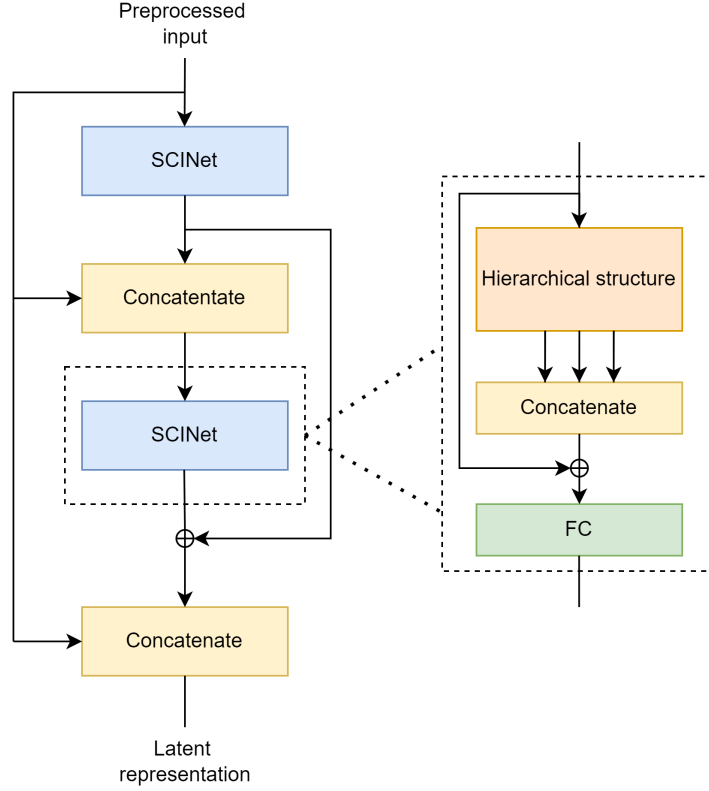 Preprocessed
input
SCINet
Concatentate
SCINet
Concatenate
Latent
representation
Hierarchical structure
Concatenate
FC